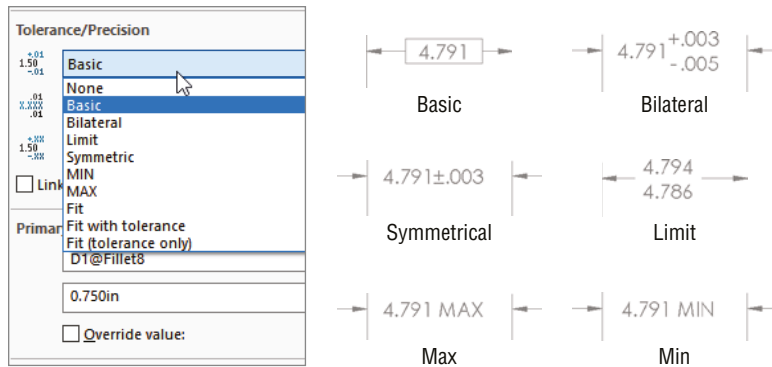 Tolerance/Precision
+.01
1.50
-.01
Basic
None
.01
X.XXX
.01
Basic
Bilateral
+.XX
1.50
-.XX
Limit
Symmetric
MIN
Link
MAX
Fit
Fit with tolerance
Primar
Fit (tolerance only)
D1@Fillet8
0.750in
Override value:
4.791
Basic
4.791 +.003
-.005
Bilateral
4.791±.003
Symmetrical
4.794
4.786
Limit
4.791 MAX
Max
4.791 MIN
Min